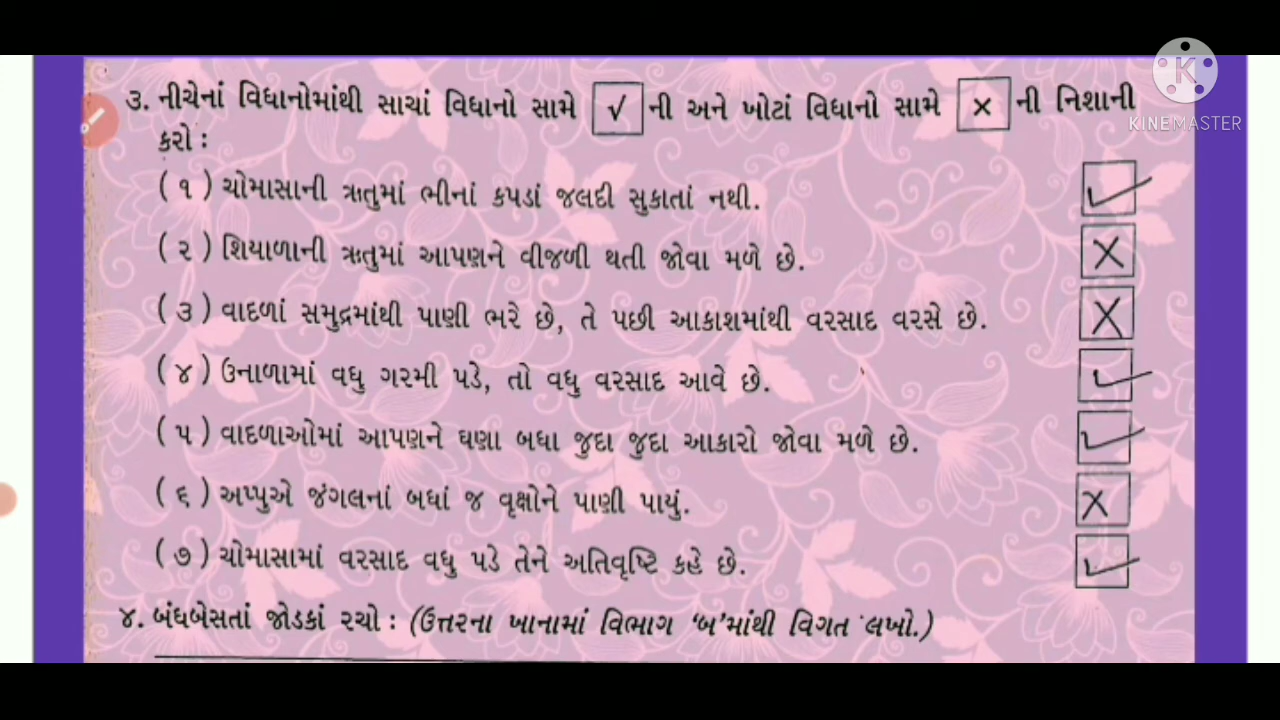 KINEMASTER
૩. નીચેનાં વિધાનોમાંથી સાચાં વિધાનો સામે √ ની અને ખોટાં વિધાનો સામે × ની નિશાની
કરો :
( ૧ ) ચોમાસાની ઋતુમાં ભીનાં કપડાં જલદી સુકાતાં નથી. ✓
( ૨ ) શિયાળાની ઋતુમાં આપણને વીજળી થતી જોવા મળે છે. ×
( ૩ ) વાદળાં સમુદ્રમાંથી પાણી ભરે છે, તે પછી આકાશમાંથી વરસાદ વરસે છે. ×
( ૪ ) ઉનાળામાં વધુ ગરમી પડે, તો વધુ વરસાદ આવે છે. ✓
( ૫ ) વાદળાઓમાં આપણને ઘણા બધા જુદા જુદા આકારો જોવા મળે છે. ✓
( ૬ ) અપ્પુએ જંગલનાં બધાં જ વૃક્ષોને પાણી પાયું. ×
( ૭ ) ચોમાસામાં વરસાદ વધુ પડે તેને અતિવૃષ્ટિ કહે છે. ✓
૪. બંધબેસતાં જોડકાં રચો : (ઉત્તરના ખાનામાં વિભાગ ‘બ’માંથી વિગત લખો.)